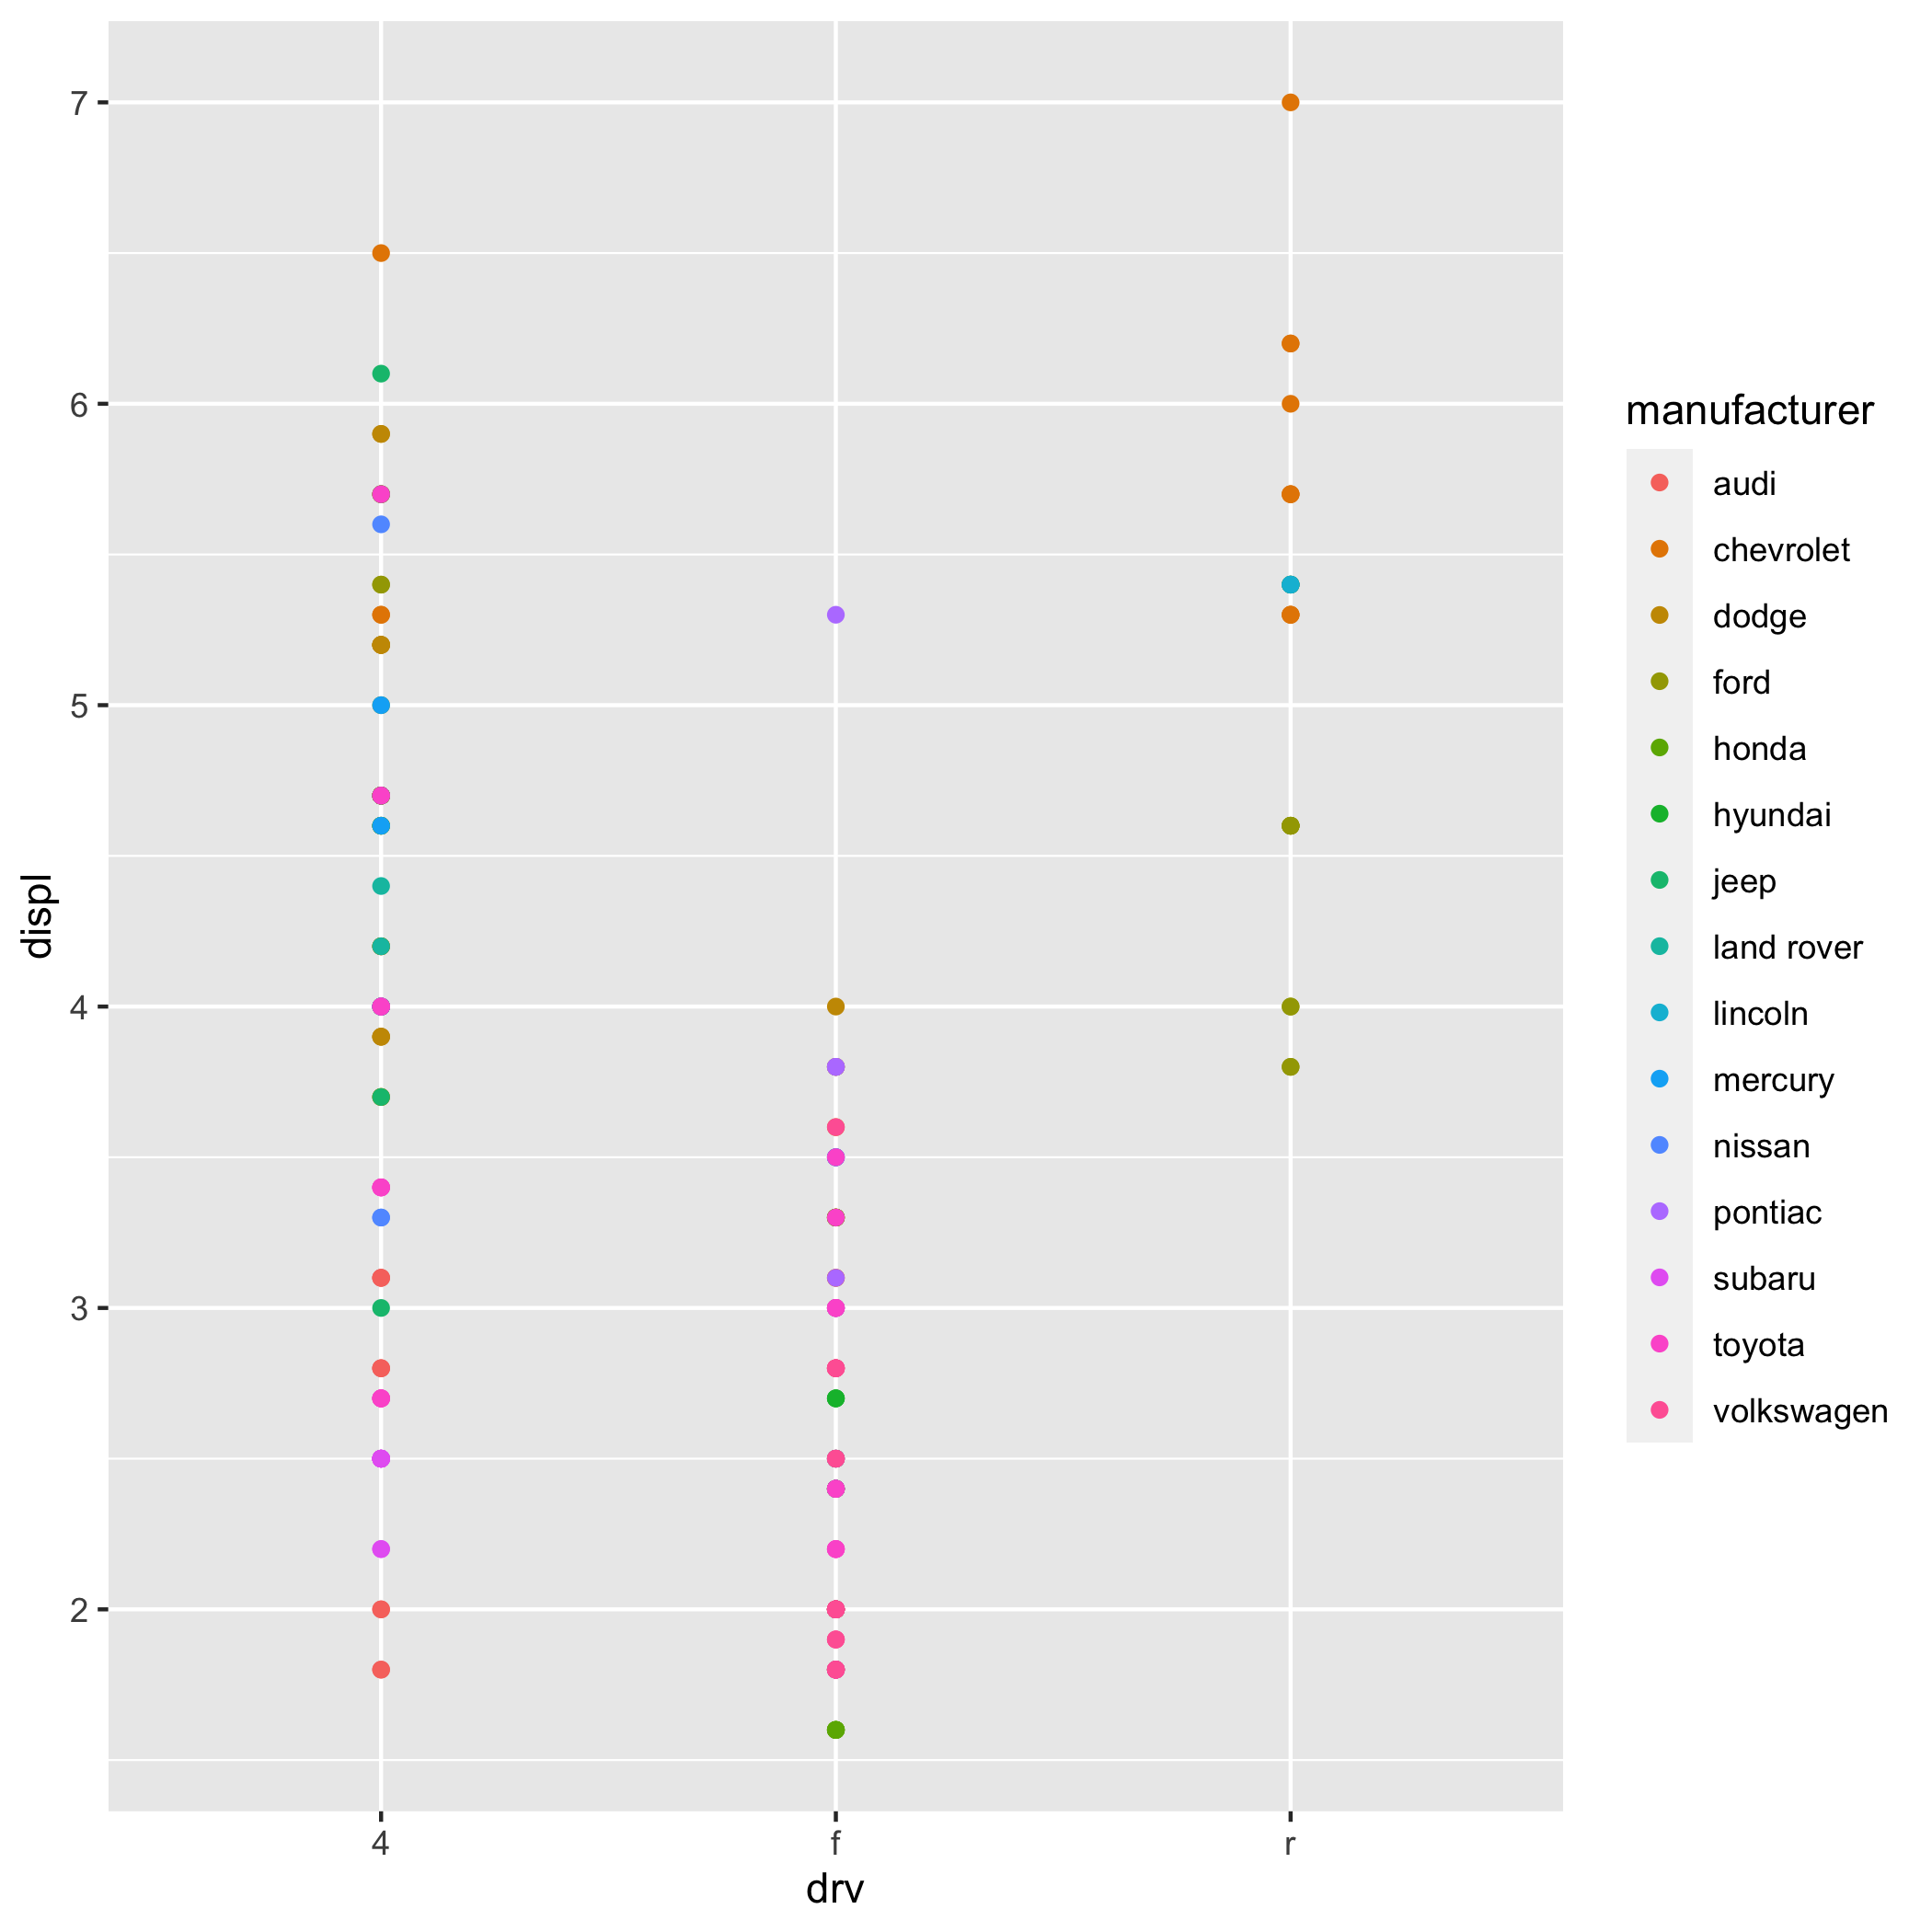 7
6
5
4
3
2
displ
4
f
r
drv
manufacturer
audi
chevrolet
dodge
ford
honda
hyundai
jeep
land rover
lincoln
mercury
nissan
pontiac
subaru
toyota
volkswagen